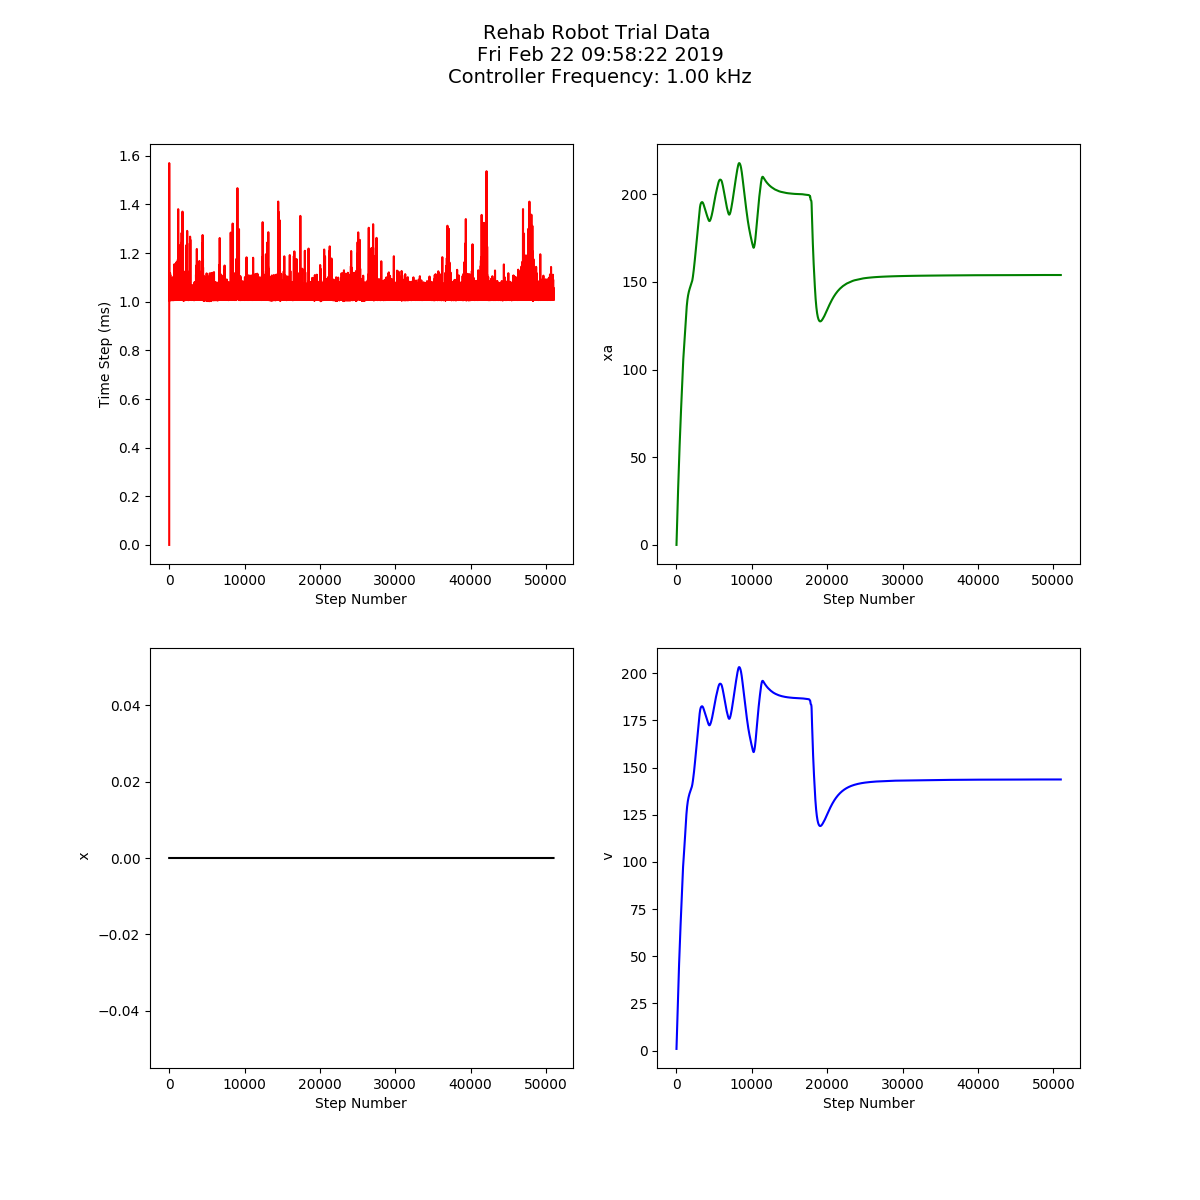 Rehab Robot Trial Data
Fri Feb 22 09:58:22 2019
Controller Frequency: 1.00 kHz
1.6
1.4
1.2
1.0
0.8
0.6
0.4
0.2
0.0
Time Step (ms)
0 10000 20000 30000 40000 50000
Step Number
200
150
100
50
0
xa
0 10000 20000 30000 40000 50000
Step Number
0.04
0.02
0.00
−0.02
−0.04
x
0 10000 20000 30000 40000 50000
Step Number
200
175
150
125
100
75
50
25
0
v
0 10000 20000 30000 40000 50000
Step Number